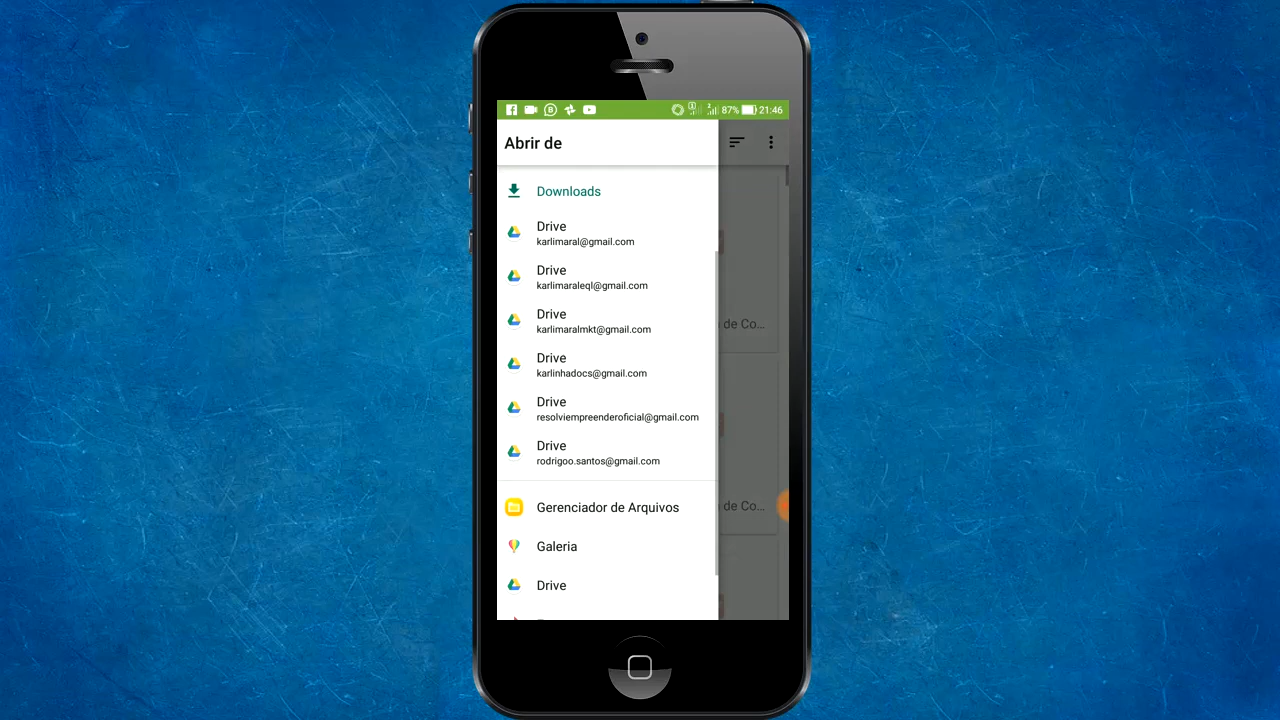 87% 21:46
Abrir de
Downloads
Drive
karlimaral@gmail.com
Drive
karlimaraleql@gmail.com
Drive
karlimaralmkt@gmail.com
de Co...
Drive
karlinhadocs@gmail.com
Drive
resolviempreenderoficial@gmail.com
Drive
rodrigoo.santos@gmail.com
Gerenciador de Arquivos
de Co...
Galeria
Drive